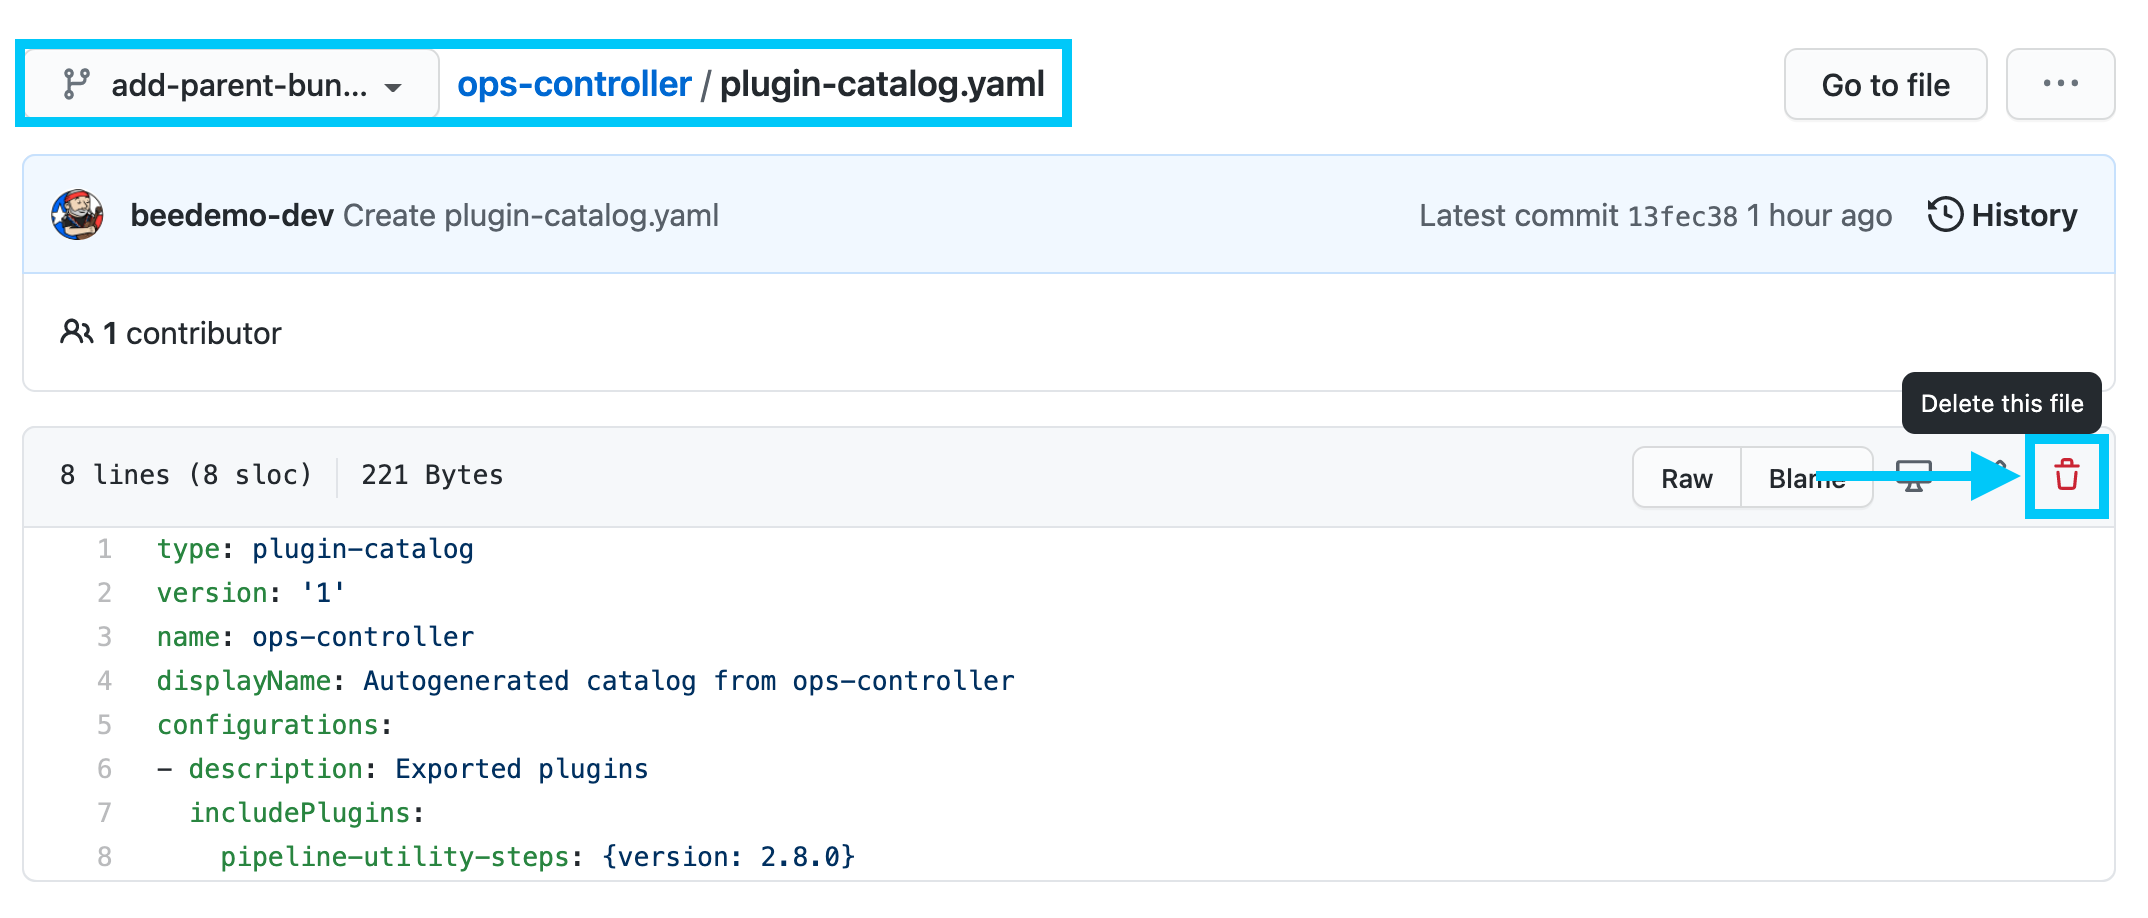 add-parent-bun... ops-controller / plugin-catalog.yaml Go to file ...
beedemo-dev Create plugin-catalog.yaml Latest commit 13fec38 1 hour ago History
1 contributor
Delete this file
8 lines (8 sloc) 221 Bytes Raw Blame
1 type: plugin-catalog
2 version: '1'
3 name: ops-controller
4 displayName: Autogenerated catalog from ops-controller
5 configurations:
6 - description: Exported plugins
7 includePlugins:
8 pipeline-utility-steps: {version: 2.8.0}